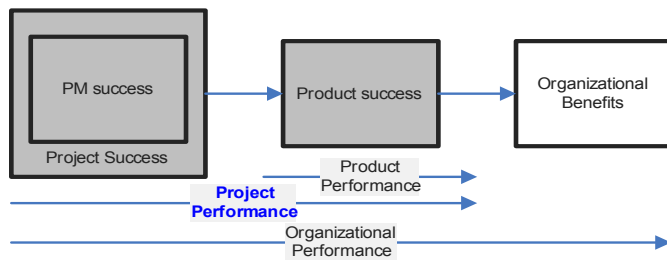 PM success
Project Success
Product success
Organizational
Benefits
Product
Performance
Project
Performance
Organizational
Performance